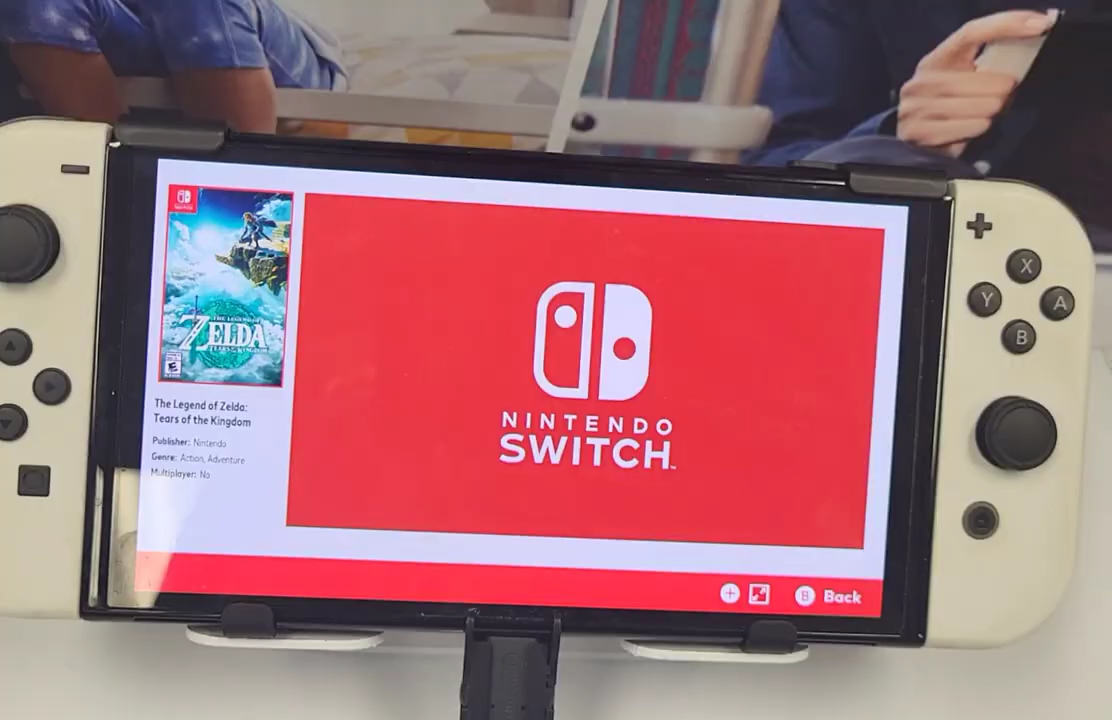 THE LEGEND OF
ZELDA
TEARS OF THE KINGDOM
E
The Legend of Zelda:
Tears of the Kingdom
Publisher: Nintendo
Genre: Action, Adventure
Multiplayer: No
NINTENDO
SWITCH™
+ B Back
X
Y A
B